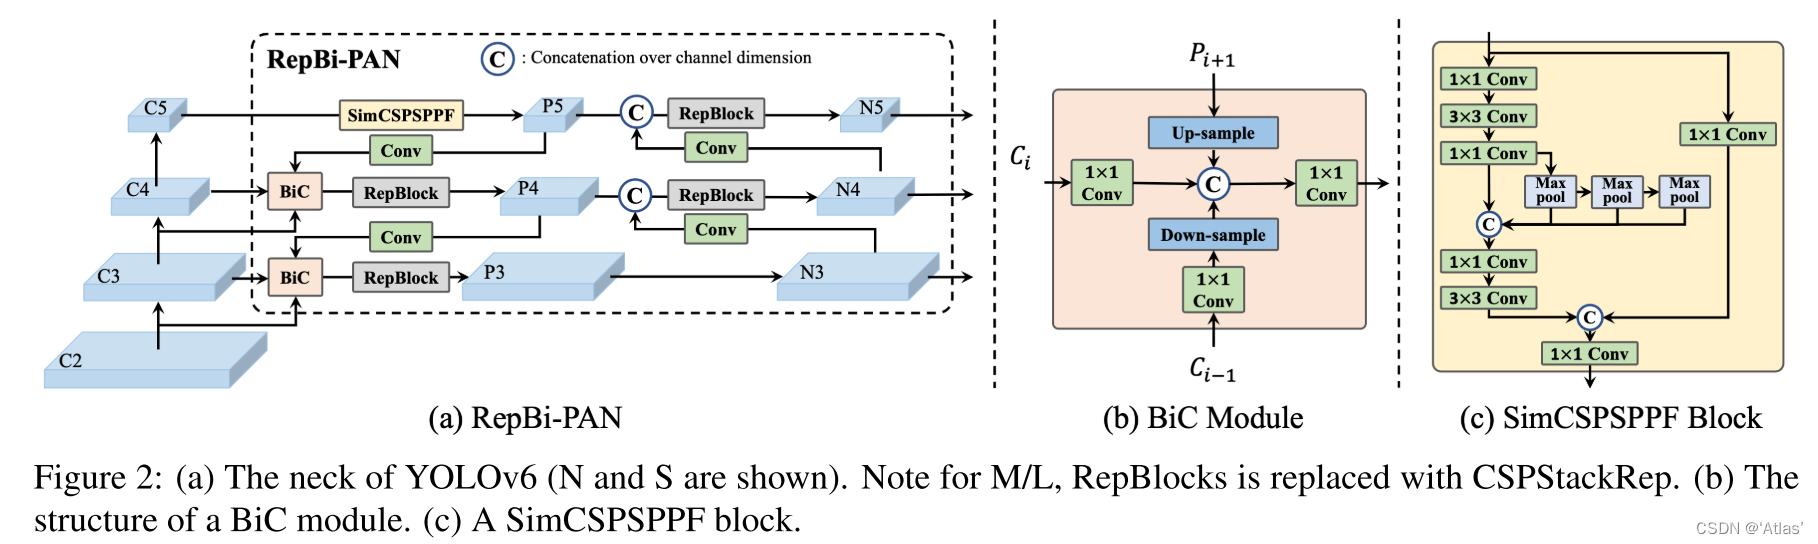 RepBi-PAN
C : Concatenation over channel dimension
C5
SimCSPSPPF
P5
C
RepBlock
N5
Conv
Conv
C4
BiC
RepBlock
P4
C
RepBlock
N4
Conv
Conv
C3
BiC
RepBlock
P3
N3
C2
(a) RepBi-PAN
P_{i+1}
Up-sample
C_i
1×1
Conv
C
1×1
Conv
Down-sample
1×1
Conv
C_{i−1}
(b) BiC Module
1×1 Conv
3×3 Conv
1×1 Conv
1×1 Conv
Max
pool
Max
pool
Max
pool
C
1×1 Conv
3×3 Conv
C
1×1 Conv
(c) SimCSPSPPF Block
Figure 2: (a) The neck of YOLOv6 (N and S are shown). Note for M/L, RepBlocks is replaced with CSPStackRep. (b) The
structure of a BiC module. (c) A SimCSPSPPF block.
CSDN @'Atlas'